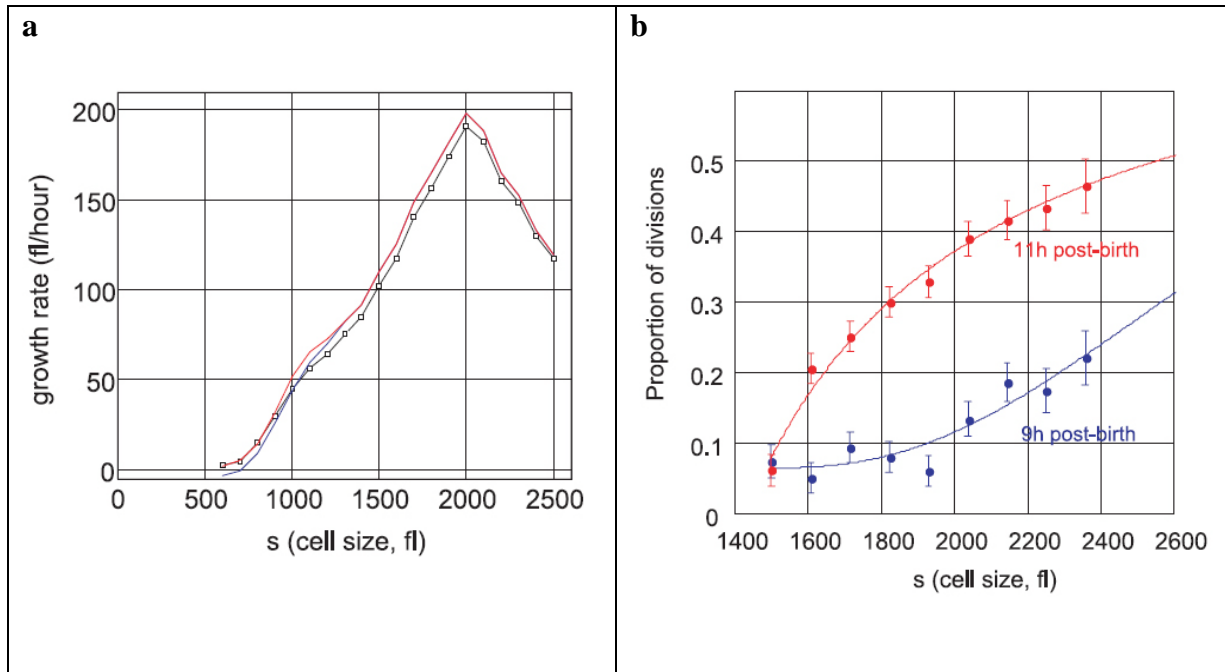 a
growth rate (fl/hour)
200
150
100
50
0
0 500 1000 1500 2000 2500
s (cell size, fl)
b
Proportion of divisions
0.5
0.4
11h post-birth
0.3
0.2
9h post-birth
0.1
0
1400 1600 1800 2000 2200 2400 2600
s (cell size, fl)